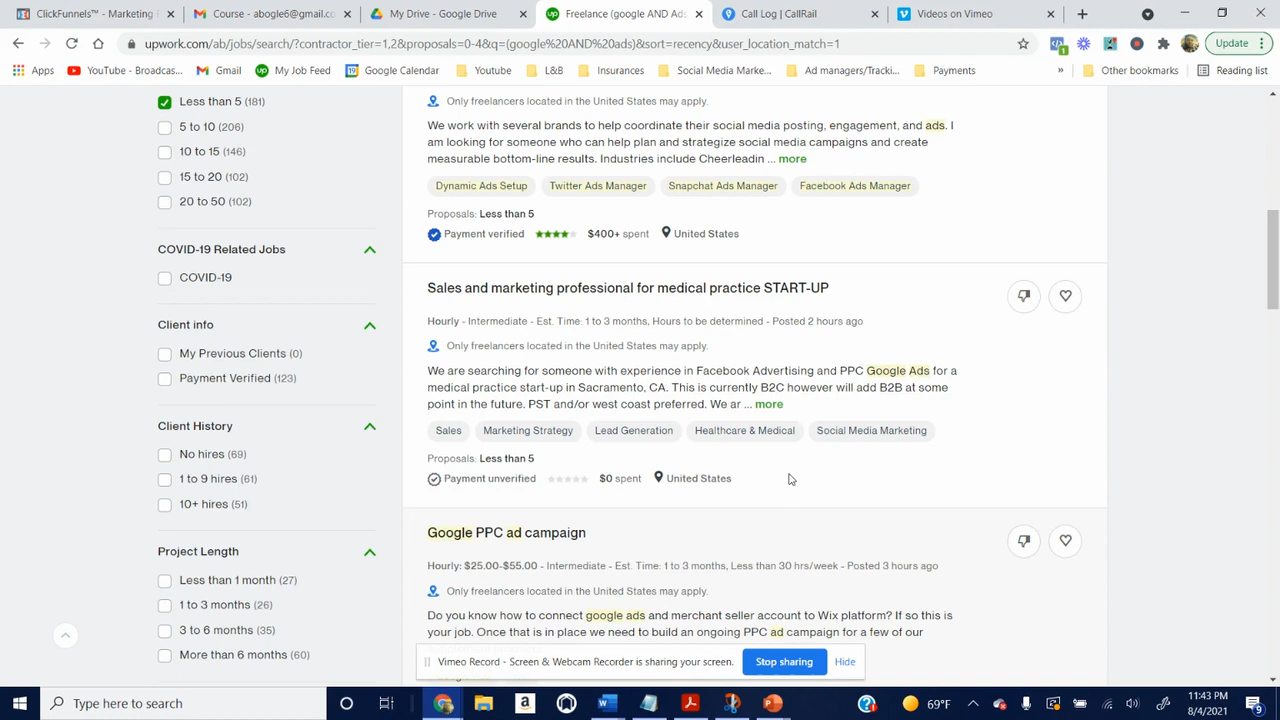 ClickFunnels™ - Marketing F
Course - abogle6@gmail.co
My Drive - Google Drive
Freelance (google AND Ads
Call Log | CallRail
Videos on Vimeo
upwork.com/ab/jobs/search/?contractor_tier=1,2&proposals=0-4&q=(google%20AND%20ads)&sort=recency&user_location_match=1
Update
Apps
YouTube - Broadcas...
Gmail
My Job Feed
Google Calendar
Youtube
L&B
Insurances
Social Media Marke...
Ad managers/Tracki...
Payments
»
Other bookmarks
Reading list
Less than 5 (181)
5 to 10 (206)
10 to 15 (146)
15 to 20 (102)
20 to 50 (102)
COVID-19 Related Jobs
COVID-19
Client info
My Previous Clients (0)
Payment Verified (123)
Client History
No hires (69)
1 to 9 hires (61)
10+ hires (51)
Project Length
Less than 1 month (27)
1 to 3 months (26)
3 to 6 months (35)
More than 6 months (60)
Only freelancers located in the United States may apply.
We work with several brands to help coordinate their social media posting, engagement, and ads. I
am looking for someone who can help plan and strategize social media campaigns and create
measurable bottom-line results. Industries include Cheerleadin ... more
Dynamic Ads Setup
Twitter Ads Manager
Snapchat Ads Manager
Facebook Ads Manager
Proposals: Less than 5
Payment verified
$400+ spent
United States
Sales and marketing professional for medical practice START-UP
Hourly - Intermediate - Est. Time: 1 to 3 months, Hours to be determined - Posted 2 hours ago
Only freelancers located in the United States may apply.
We are searching for someone with experience in Facebook Advertising and PPC Google Ads for a
medical practice start-up in Sacramento, CA. This is currently B2C however will add B2B at some
point in the future. PST and/or west coast preferred. We ar ... more
Sales
Marketing Strategy
Lead Generation
Healthcare & Medical
Social Media Marketing
Proposals: Less than 5
Payment unverified
$0 spent
United States
Google PPC ad campaign
Hourly: $25.00-$55.00 - Intermediate - Est. Time: 1 to 3 months, Less than 30 hrs/week - Posted 3 hours ago
Only freelancers located in the United States may apply.
Do you know how to connect google ads and merchant seller account to Wix platform? If so this is
your job. Once that is in place we need to build an ongoing PPC ad campaign for a few of our
Vimeo Record - Screen & Webcam Recorder is sharing your screen.
Stop sharing
Hide
Type here to search
69°F
11:43 PM
8/4/2021
9